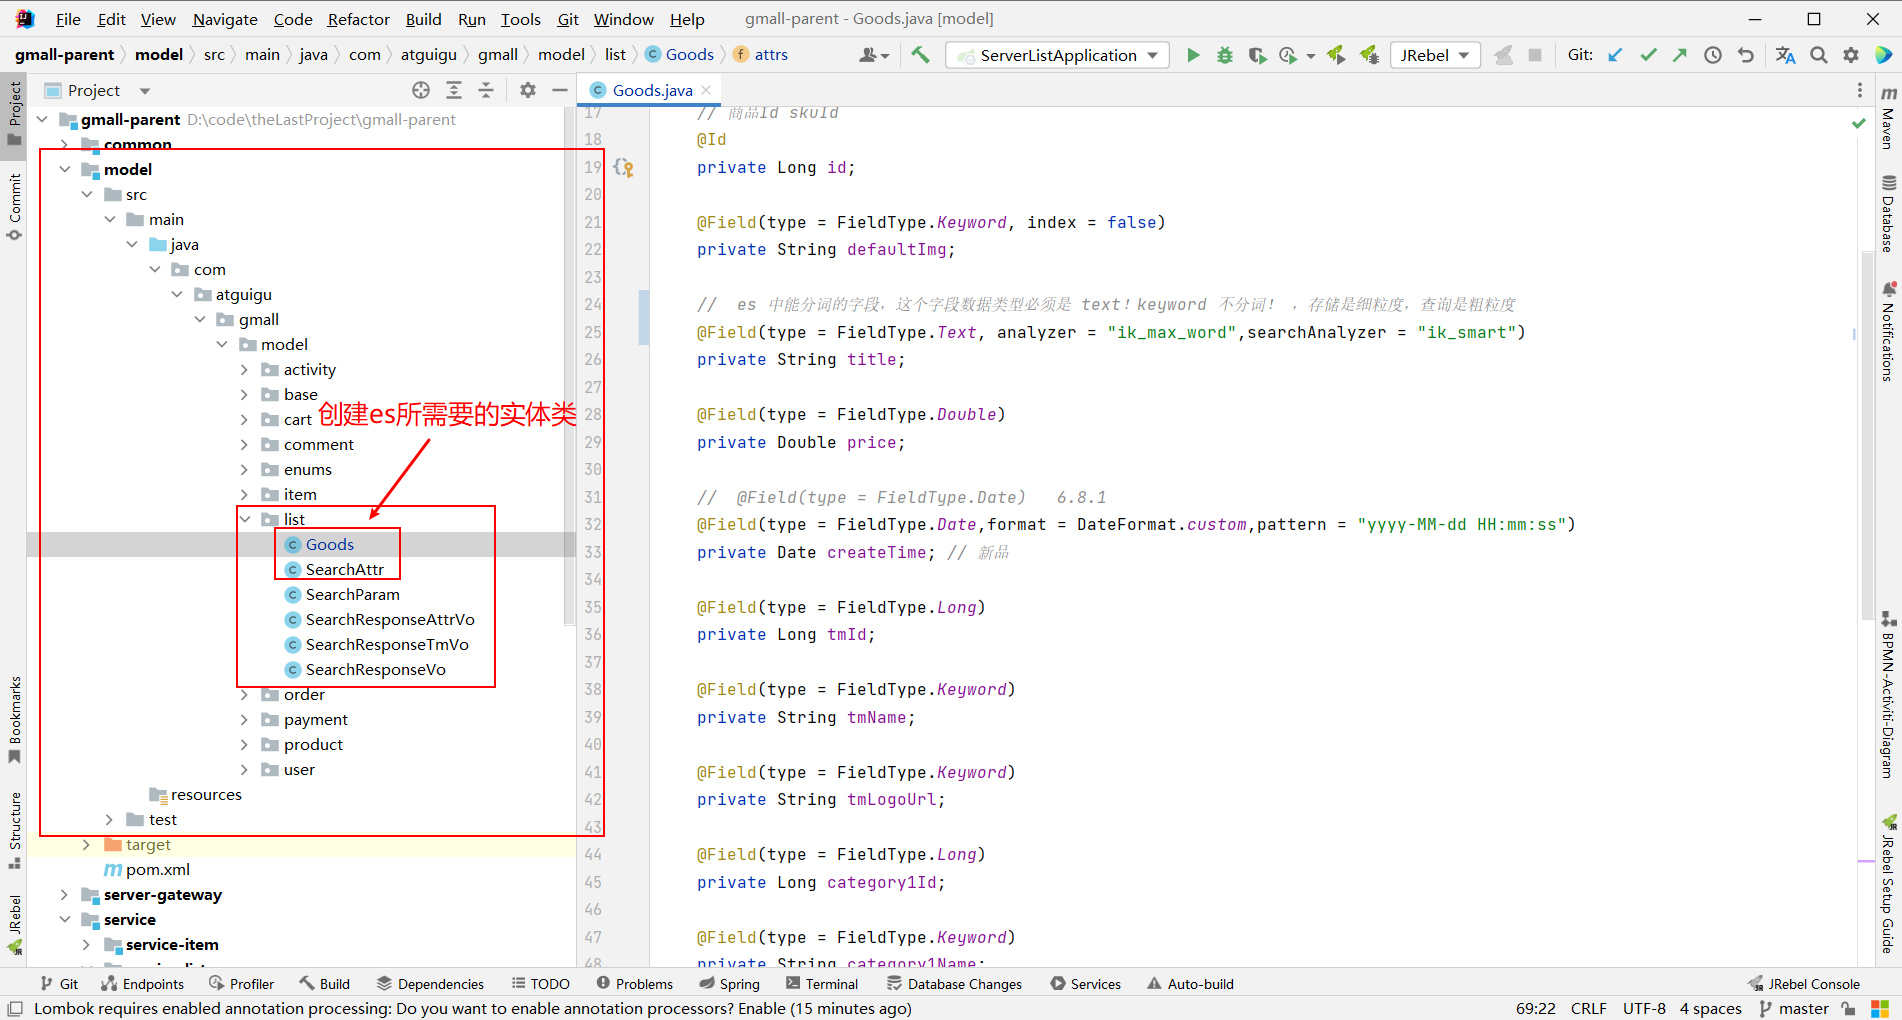 File Edit View Navigate Code Refactor Build Run Tools Git Window Help gmall-parent - Goods.java [model]
gmall-parent model src main java com atguigu gmall model list Goods attrs ServerListApplication JRebel Git:
Project
Goods.java
gmall-parent D:\code\theLastProject\gmall-parent
common
model
src
main
java
com
atguigu
gmall
model
activity
base
cart
创建es所需要的实体类
comment
enums
item
list
Goods
SearchAttr
SearchParam
SearchResponseAttrVo
SearchResponseTmVo
SearchResponseVo
order
payment
product
user
resources
test
target
pom.xml
server-gateway
service
service-item
17 // 商品Id skuId
18 @Id
19 private Long id;
20
21 @Field(type = FieldType.Keyword, index = false)
22 private String defaultImg;
23
24 // es 中能分词的字段，这个字段数据类型必须是 text！keyword 不分词！ ，存储是细粒度，查询是粗粒度
25 @Field(type = FieldType.Text, analyzer = "ik_max_word",searchAnalyzer = "ik_smart")
26 private String title;
27
28 @Field(type = FieldType.Double)
29 private Double price;
30
31 // @Field(type = FieldType.Date) 6.8.1
32 @Field(type = FieldType.Date,format = DateFormat.custom,pattern = "yyyy-MM-dd HH:mm:ss")
33 private Date createTime; // 新品
34
35 @Field(type = FieldType.Long)
36 private Long tmId;
37
38 @Field(type = FieldType.Keyword)
39 private String tmName;
40
41 @Field(type = FieldType.Keyword)
42 private String tmLogoUrl;
43
44 @Field(type = FieldType.Long)
45 private Long category1Id;
46
47 @Field(type = FieldType.Keyword)
48 private String category1Name;
Project
Commit
Bookmarks
Structure
JRebel
Maven
Database
Notifications
BPMN-Activiti-Diagram
JRebel Setup Guide
Git Endpoints Profiler Build Dependencies TODO Problems Spring Terminal Database Changes Services Auto-build JRebel Console
Lombok requires enabled annotation processing: Do you want to enable annotation processors? Enable (15 minutes ago) 69:22 CRLF UTF-8 4 spaces master